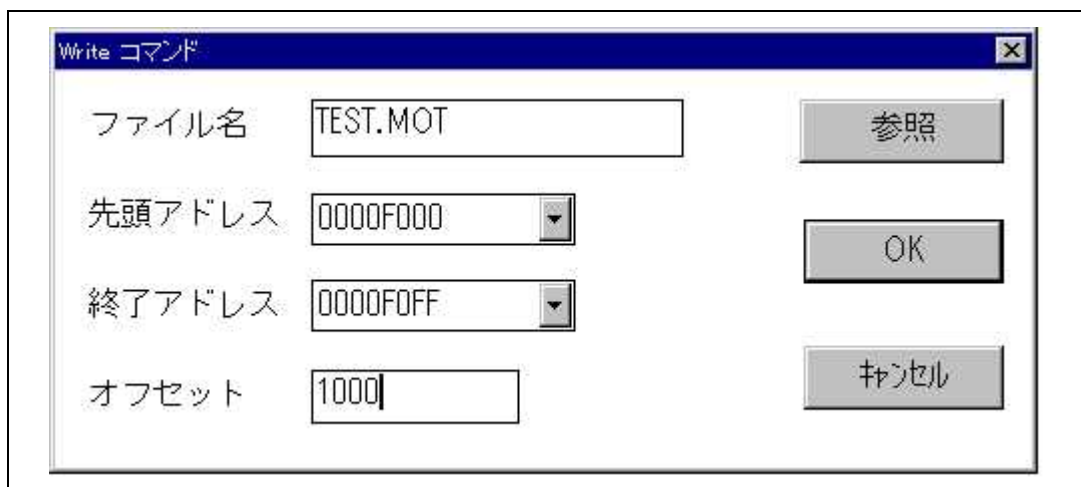 Write コマンド
ファイル名 TEST.MOT 参照
先頭アドレス 0000F000
OK
終了アドレス 0000F0FF
オフセット 1000 キャンセル